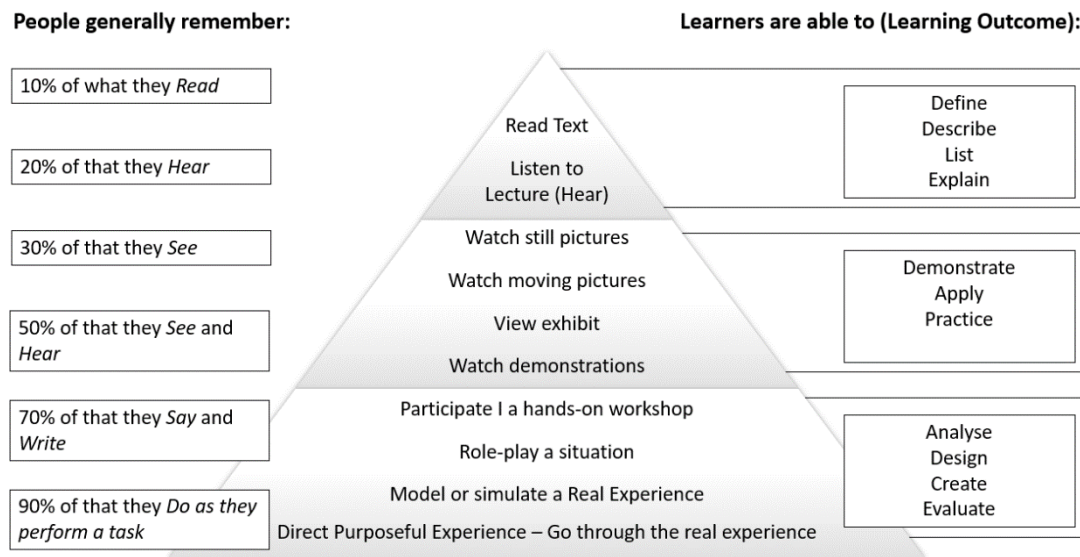 People generally remember:
Learners are able to (Learning Outcome):
10% of what they Read
20% of that they Hear
30% of that they See
50% of that they See and
Hear
70% of that they Say and
Write
90% of that they Do as they
perform a task
Read Text
Listen to
Lecture (Hear)
Watch still pictures
Watch moving pictures
View exhibit
Watch demonstrations
Participate I a hands-on workshop
Role-play a situation
Model or simulate a Real Experience
Direct Purposeful Experience – Go through the real experience
Define
Describe
List
Explain
Demonstrate
Apply
Practice
Analyse
Design
Create
Evaluate